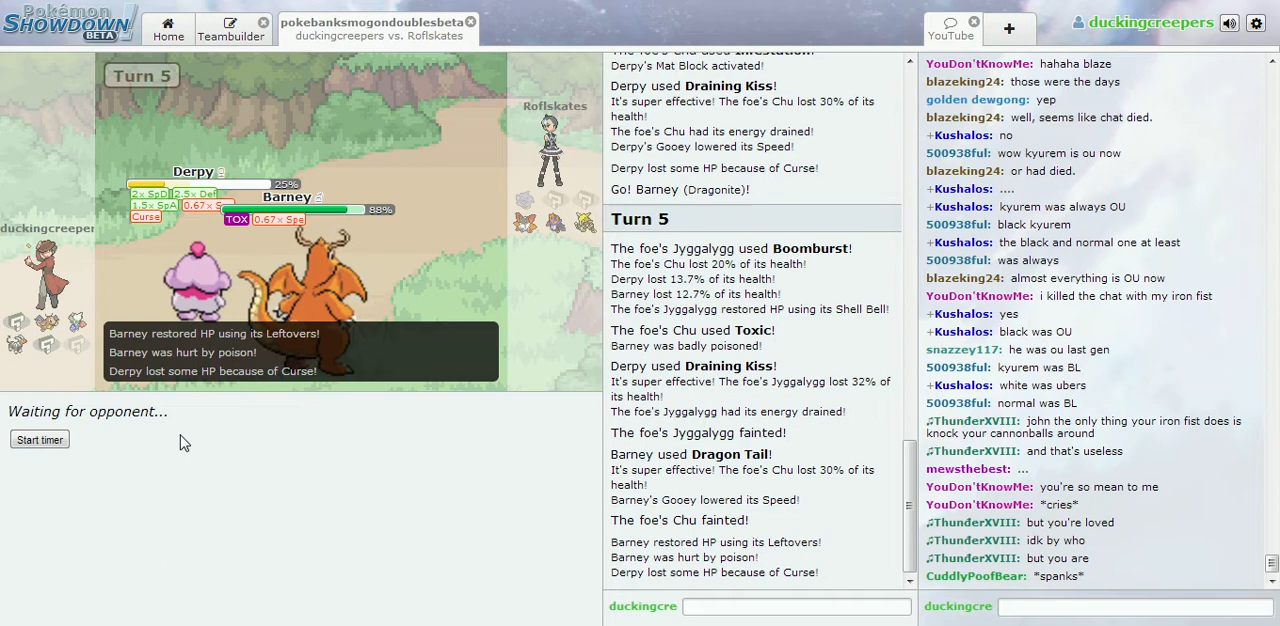 Pokémon
SHOWDOWN
BETA
Home
Teambuilder
pokebanksmogondoublesbeta
duckingcreepers vs. Roflskates
YouTube
+
duckingcreepers
Turn 5
Roflskates
Derpy
25%
2x SpD 2.5x Def
1.5x SpA 0.67x S
Curse
Barney
88%
TOX 0.67x Spe
duckingcreeper
Barney restored HP using its Leftovers!
Barney was hurt by poison!
Derpy lost some HP because of Curse!
Waiting for opponent...
Start timer
The foe's Chu used Infestation!
Derpy's Mat Block activated!
Derpy used Draining Kiss!
It's super effective! The foe's Chu lost 30% of its
health!
The foe's Chu had its energy drained!
Derpy's Gooey lowered its Speed!
Derpy lost some HP because of Curse!
Go! Barney (Dragonite)!
Turn 5
The foe's Jyggalygg used Boomburst!
The foe's Chu lost 20% of its health!
Derpy lost 13.7% of its health!
Barney lost 12.7% of its health!
The foe's Jyggalygg restored HP using its Shell Bell!
The foe's Chu used Toxic!
Barney was badly poisoned!
Derpy used Draining Kiss!
It's super effective! The foe's Jyggalygg lost 32% of
its health!
The foe's Jyggalygg had its energy drained!
The foe's Jyggalygg fainted!
Barney used Dragon Tail!
It's super effective! The foe's Chu lost 30% of its
health!
Barney's Gooey lowered its Speed!
The foe's Chu fainted!
Barney restored HP using its Leftovers!
Barney was hurt by poison!
Derpy lost some HP because of Curse!
duckingcre
YouDon'tKnowMe: hahaha blaze
blazeking24: those were the days
golden dewgong: yep
blazeking24: well, seems like chat died.
+Kushalos: no
500938ful: wow kyurem is ou now
blazeking24: or had died.
+Kushalos: ....
+Kushalos: kyurem was always OU
500938ful: black kyurem
+Kushalos: the black and normal one at least
500938ful: was always
blazeking24: almost everything is OU now
YouDon'tKnowMe: i killed the chat with my iron fist
+Kushalos: yes
+Kushalos: black was OU
snazzey117: he was ou last gen
500938ful: kyurem was BL
+Kushalos: white was ubers
500938ful: normal was BL
♫ThunđerXVIII: john the only thing your iron fist does is
knock your cannonballs around
♫ThunđerXVIII: and that's useless
mewsthebest: ...
YouDon'tKnowMe: you're so mean to me
YouDon'tKnowMe: *cries*
♫ThunđerXVIII: but you're loved
♫ThunđerXVIII: idk by who
♫ThunđerXVIII: but you are
CuddlyPoofBear: *spanks*
duckingcre